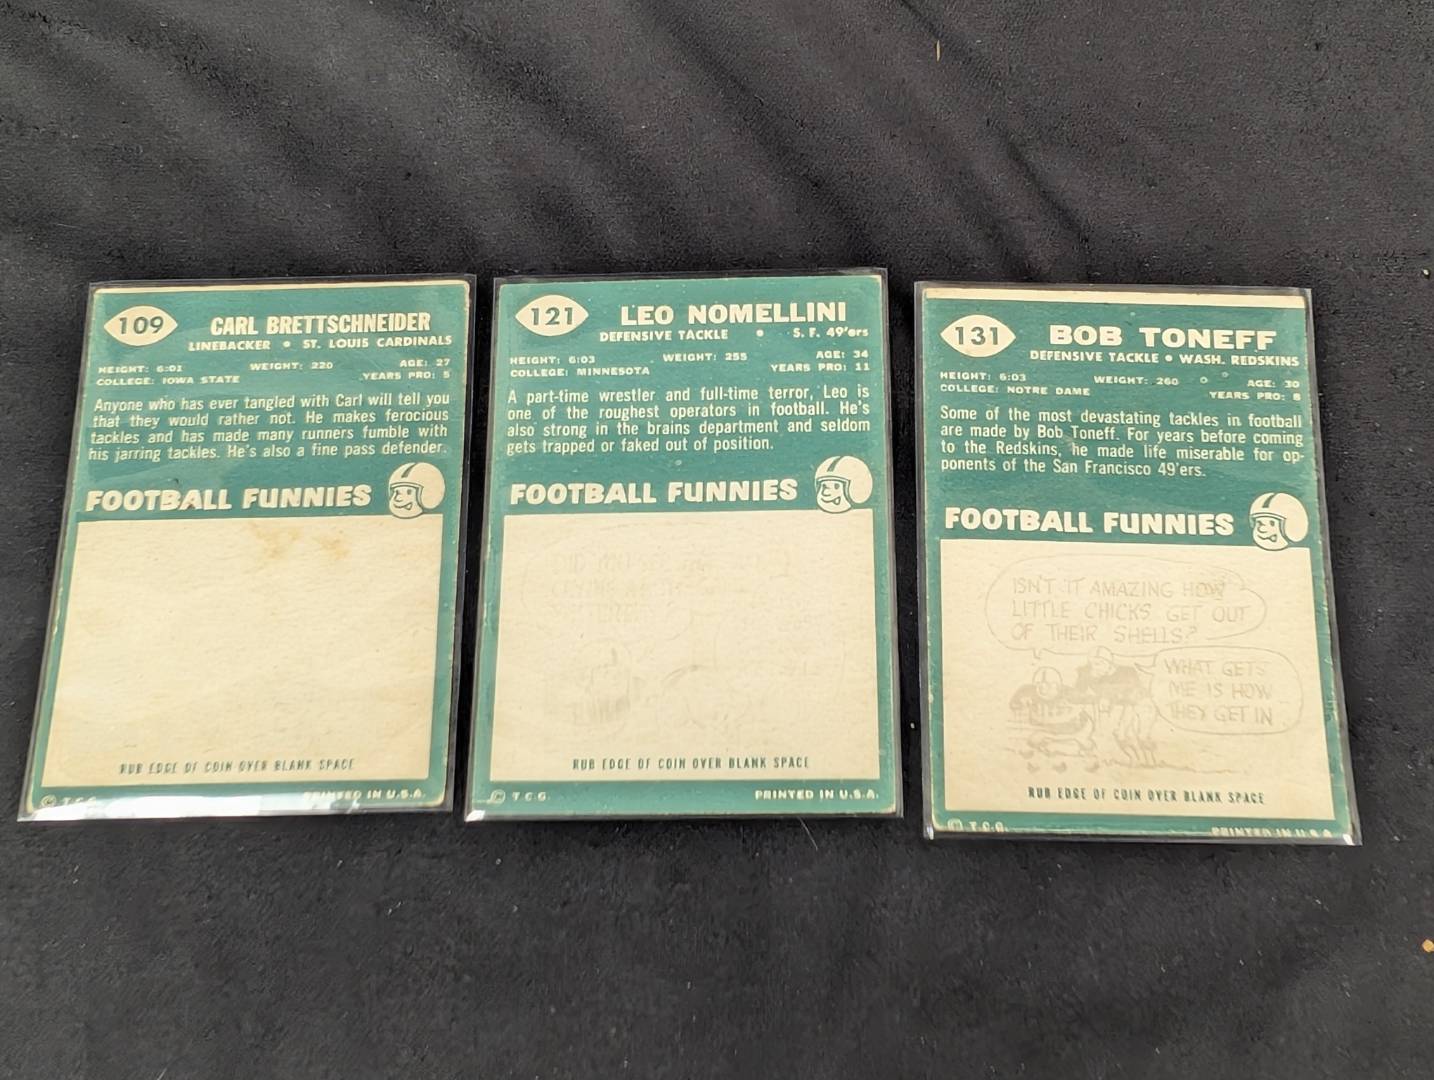 109
CARL BRETTSCHNEIDER
LINEBACKER • ST. LOUIS CARDINALS
HEIGHT: 6:01 WEIGHT: 220 AGE: 27
COLLEGE: IOWA STATE YEARS PRO: 5
Anyone who has ever tangled with Carl will tell you
that they would rather not. He makes ferocious
tackles and has made many runners fumble with
his jarring tackles. He's also a fine pass defender.
FOOTBALL FUNNIES
RUB EDGE OF COIN OVER BLANK SPACE
© T.C.G. PRINTED IN U.S.A.
121
LEO NOMELLINI
DEFENSIVE TACKLE • S. F. 49'ers
HEIGHT: 6:03 WEIGHT: 255 AGE: 34
COLLEGE: MINNESOTA YEARS PRO: 11
A part-time wrestler and full-time terror, Leo is
one of the roughest operators in football. He's
also strong in the brains department and seldom
gets trapped or faked out of position.
FOOTBALL FUNNIES
RUB EDGE OF COIN OVER BLANK SPACE
© T.C.G. PRINTED IN U.S.A.
131
BOB TONEFF
DEFENSIVE TACKLE • WASH. REDSKINS
HEIGHT: 6:03 WEIGHT: 260 AGE: 30
COLLEGE: NOTRE DAME YEARS PRO: 8
Some of the most devastating tackles in football
are made by Bob Toneff. For years before coming
to the Redskins, he made life miserable for op-
ponents of the San Francisco 49'ers.
FOOTBALL FUNNIES
ISN'T IT AMAZING HOW
LITTLE CHICKS GET OUT
OF THEIR SHELLS?
WHAT GETS
ME IS HOW
THEY GET IN
RUB EDGE OF COIN OVER BLANK SPACE
© T.C.G. PRINTED IN U.S.A.